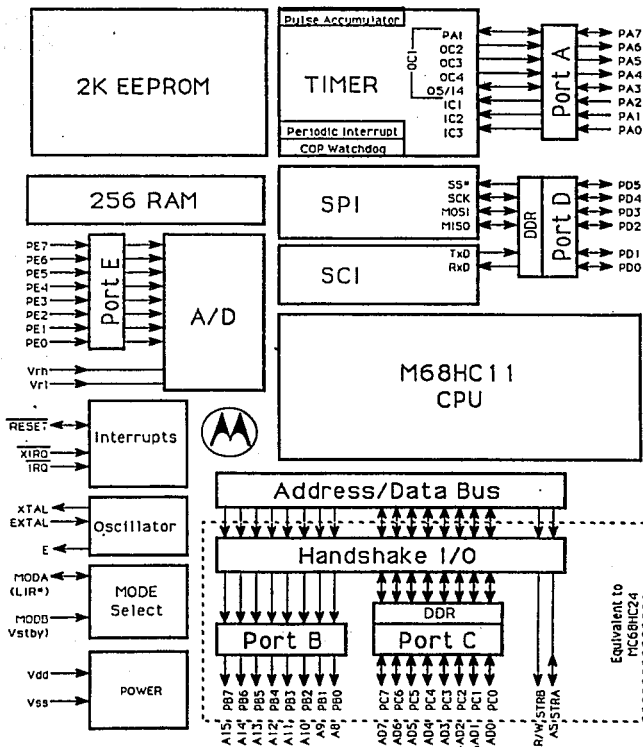 Pulse Accumulator
2K EEPROM
TIMER
OC1
PA1
OC2
OC3
OC4
O5/I4
IC1
IC2
IC3
Port A
PA7
PA6
PA5
PA4
PA3
PA2
PA1
PA0
Periodic Interrupt
COP Watchdog
256 RAM
SPI
SS*
SCK
MOSI
MISO
SCI
TxD
RxD
DDR
Port D
PD5
PD4
PD3
PD2
PD1
PD0
PE7
PE6
PE5
PE4
PE3
PE2
PE1
PE0
Port E
A/D
Vrh
Vrl
M68HC11
CPU
RESET
XIRQ
IRQ
Interrupts
XTAL
EXTAL
E
Oscillator
Address/Data Bus
Handshake I/O
MODA
(LIR*)
MODB
Vstby)
MODE
Select
DDR
Port B
Port C
Equivalent to
MC68HC24
Vdd
Vss
POWER
PB7 PB6 PB5 PB4 PB3 PB2 PB1 PB0
PC7 PC6 PC5 PC4 PC3 PC2 PC1 PC0
STRB STRA
A15 A14 A13 A12 A11 A10 A9 A8
AD7 AD6 AD5 AD4 AD3 AD2 AD1 AD0
R/W AS